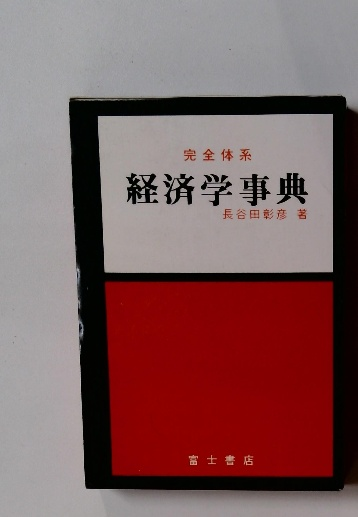 完全体系
経済学事典
長谷田彰彦 著
富士書店